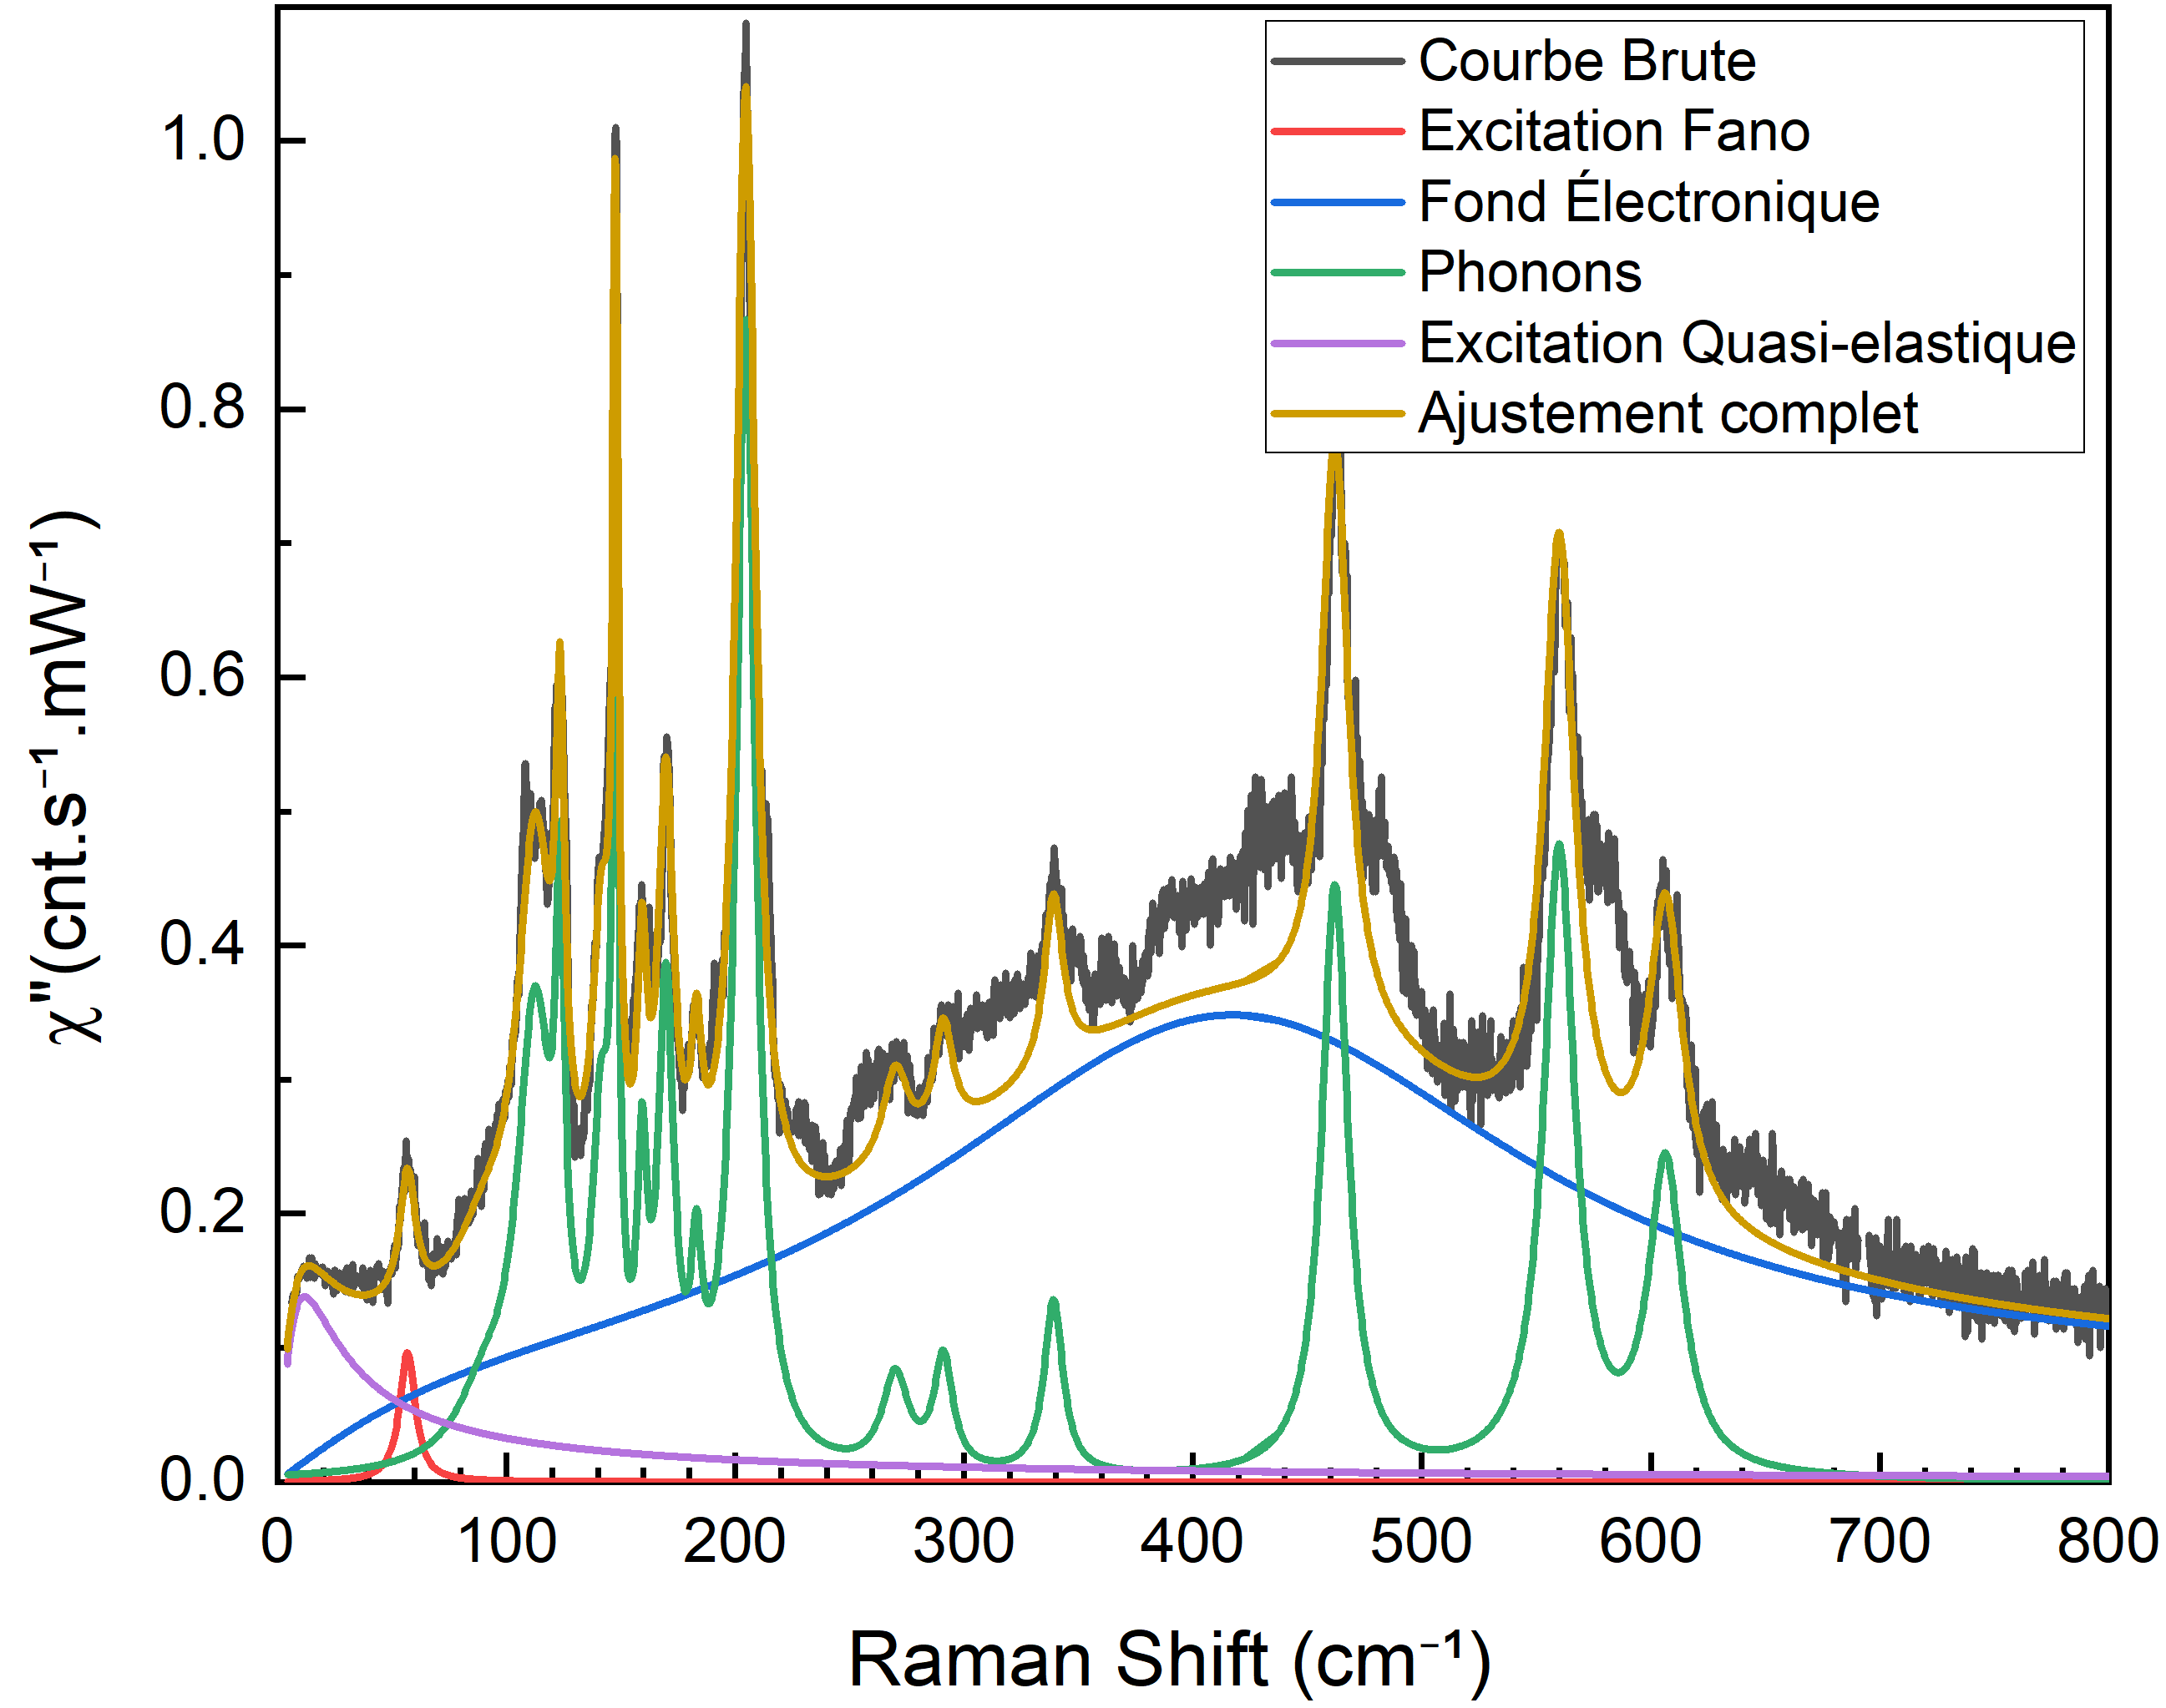 Courbe Brute
Excitation Fano
Fond Électronique
Phonons
Excitation Quasi-elastique
Ajustement complet
χ"(cnt.s⁻¹.mW⁻¹)
1.0
0.8
0.6
0.4
0.2
0.0
0 100 200 300 400 500 600 700 800
Raman Shift (cm⁻¹)